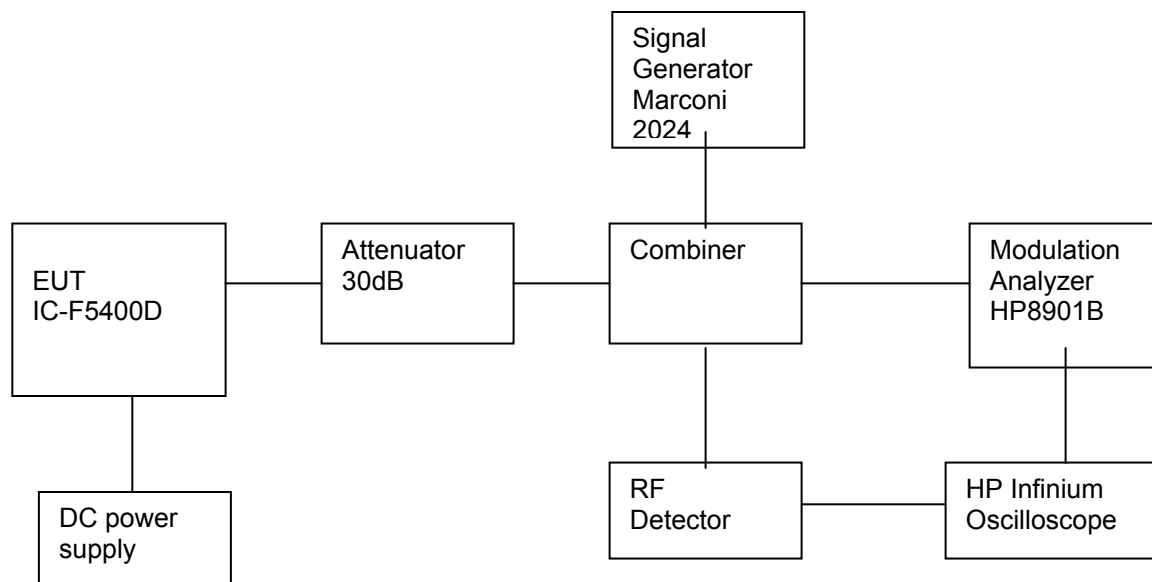 Signal
Generator
Marconi
2024
EUT
IC-F5400D
Attenuator
30dB
Combiner
Modulation
Analyzer
HP8901B
DC power
supply
RF
Detector
HP Infinium
Oscilloscope